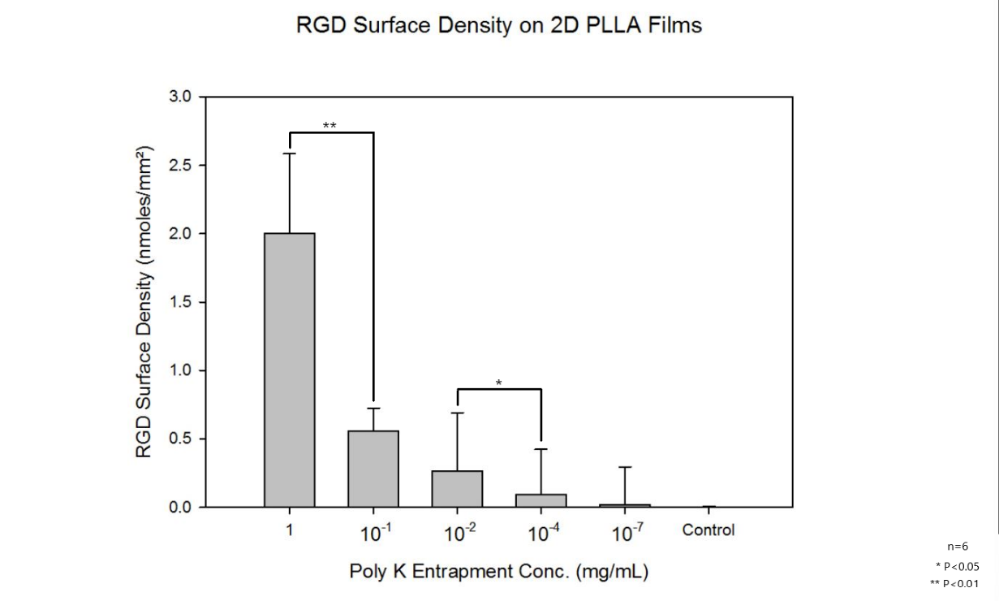 RGD Surface Density on 2D PLLA Films
RGD Surface Density (nmoles/mm²)
3.0
2.5
2.0
1.5
1.0
0.5
0.0
**
*
1 10⁻¹ 10⁻² 10⁻⁴ 10⁻⁷ Control
Poly K Entrapment Conc. (mg/mL)
n=6
* P<0.05
** P<0.01